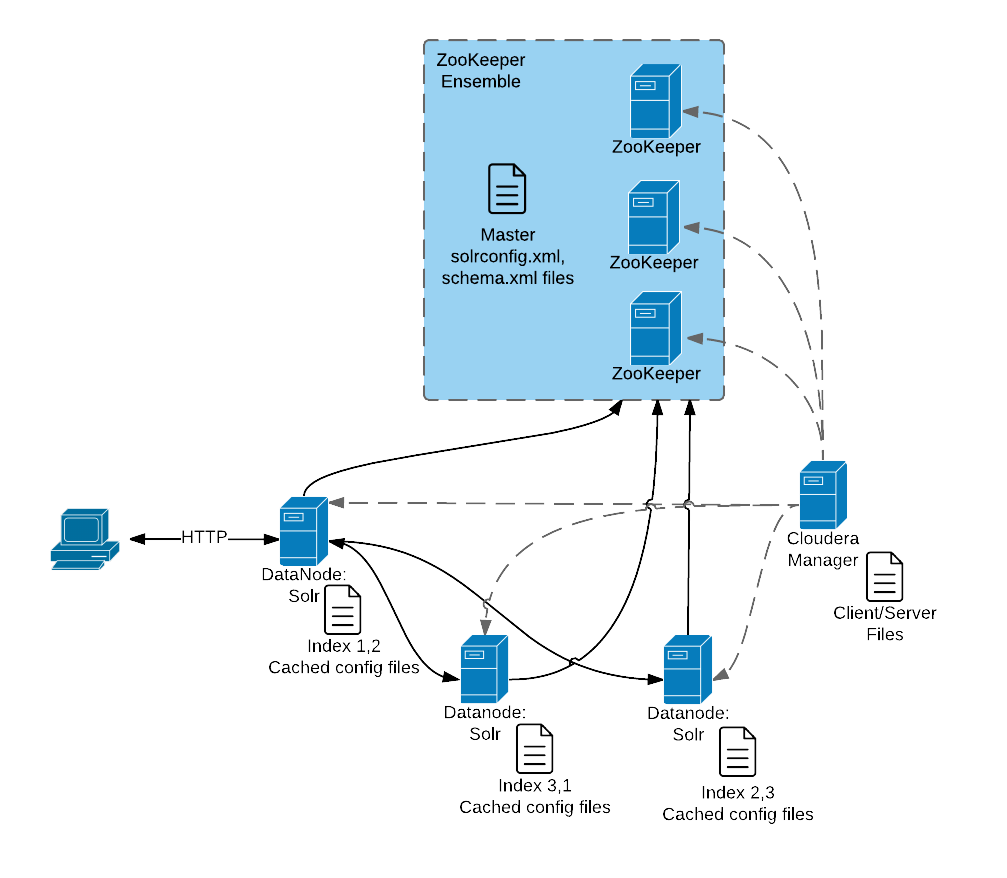 ZooKeeper
Ensemble
ZooKeeper
Master
solrconfig.xml,
schema.xml files
ZooKeeper
ZooKeeper
HTTP
DataNode:
Solr
Index 1,2
Cached config files
Cloudera
Manager
Client/Server
Files
Datanode:
Solr
Index 3,1
Cached config files
Datanode:
Solr
Index 2,3
Cached config files